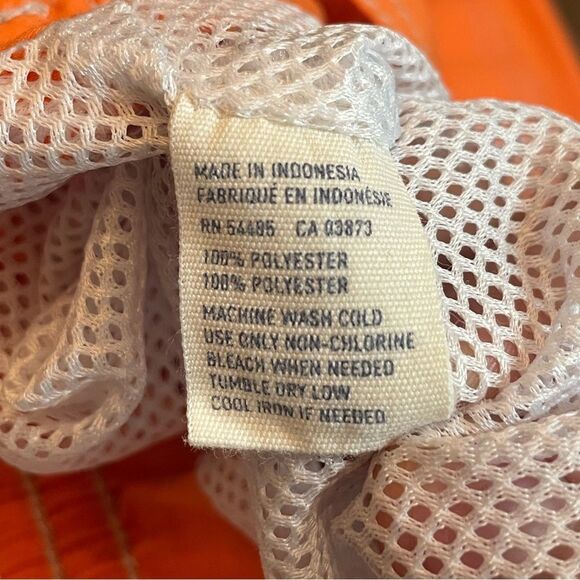 MADE IN INDONESIA
FABRIQUÉ EN INDONÉSIE
RN 54485 CA 03873
100% POLYESTER
100% POLYESTER
MACHINE WASH COLD
USE ONLY NON-CHLORINE
BLEACH WHEN NEEDED
TUMBLE DRY LOW
COOL IRON IF NEEDED